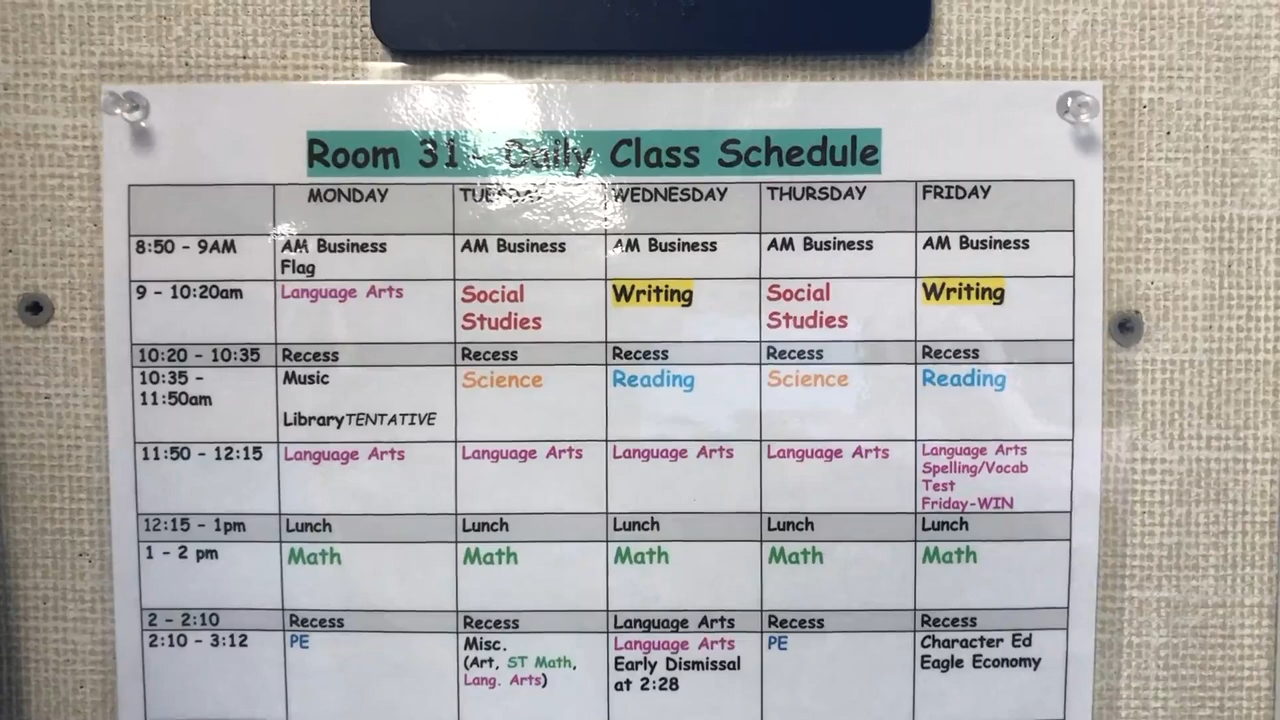 Room 31 - Daily Class Schedule
MONDAY TUESDAY WEDNESDAY THURSDAY FRIDAY
8:50 - 9AM AM Business AM Business AM Business AM Business AM Business
Flag
9 - 10:20am Language Arts Social Writing Social Writing
Studies Studies
10:20 - 10:35 Recess Recess Recess Recess Recess
10:35 - Music Science Reading Science Reading
11:50am
LibraryTENTATIVE
11:50 - 12:15 Language Arts Language Arts Language Arts Language Arts Language Arts
Spelling/Vocab
Test
Friday-WIN
12:15 - 1pm Lunch Lunch Lunch Lunch Lunch
1 - 2 pm Math Math Math Math Math
2 - 2:10 Recess Recess Language Arts Recess Recess
2:10 - 3:12 PE Misc. Language Arts PE Character Ed
(Art, ST Math, Early Dismissal Eagle Economy
Lang. Arts) at 2:28